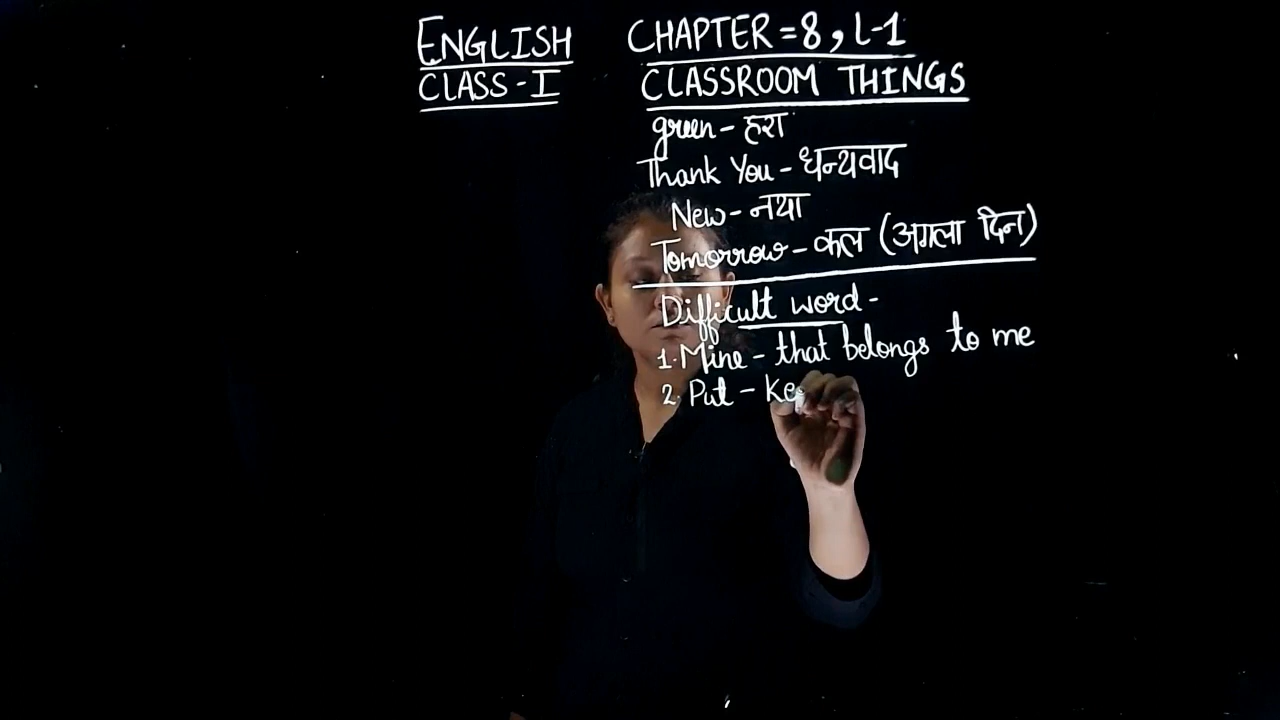 ENGLISH CHAPTER = 8, L-1
CLASS - I CLASSROOM THINGS
green - हरा
Thank You - धन्यवाद
New - नया
Tomorrow - कल (अगला दिन)
Difficult word -
1. Mine - that belongs to me
2. Put - Ke